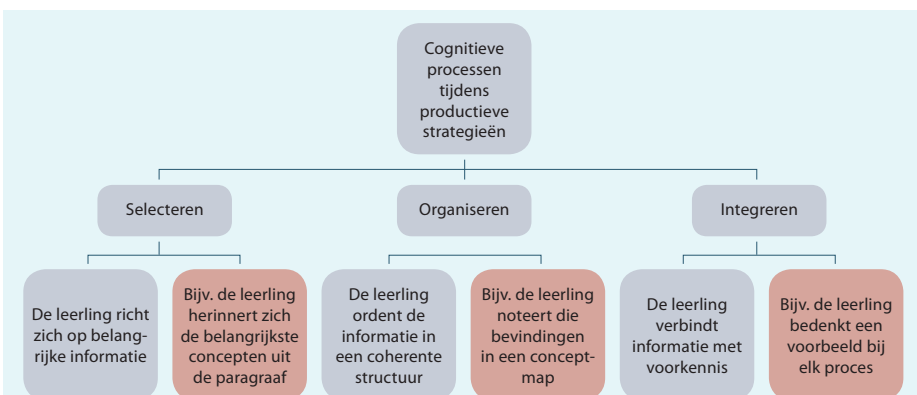 Cognitieve
processen
tijdens
productieve
strategieën
Selecteren
Organiseren
Integreren
De leerling richt
zich op belang-
rijke informatie
Bijv. de leerling
herinnert zich
de belangrijkste
concepten uit
de paragraaf
De leerling
ordent de
informatie in
een coherente
structuur
Bijv. de leerling
noteert die
bevindingen
in een concept-
map
De leerling
verbindt
informatie met
voorkennis
Bijv. de leerling
bedenkt een
voorbeeld bij
elk proces